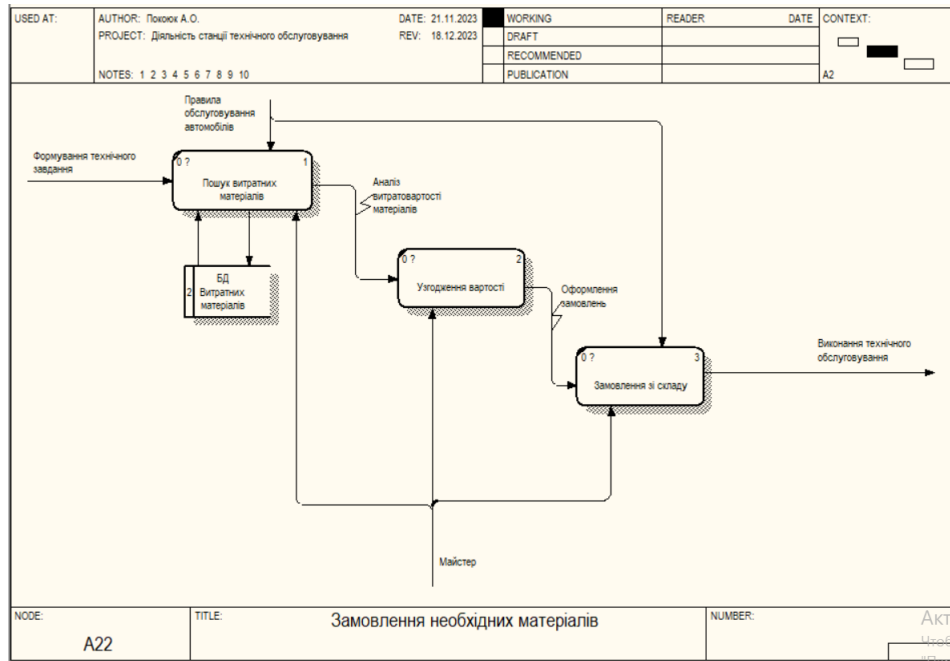 USED AT:
AUTHOR: Покоюк А.О.
DATE: 21.11.2023
WORKING
READER
DATE
CONTEXT:
PROJECT: Діяльність станції технічного обслуговування
REV: 18.12.2023
DRAFT
RECOMMENDED
NOTES: 1 2 3 4 5 6 7 8 9 10
PUBLICATION
A2
Правила
обслуговування
автомобілів
Формування технічного
завдання
0 ?
1
Пошук витратних
матеріалів
Аналіз
витратовартості
матеріалів
2
БД
Витратних
матеріалів
0 ?
2
Узгодження вартості
Оформлення
замовлень
0 ?
3
Замовлення зі складу
Виконання технічного
обслуговування
Майстер
NODE:
A22
TITLE:
Замовлення необхідних матеріалів
NUMBER: